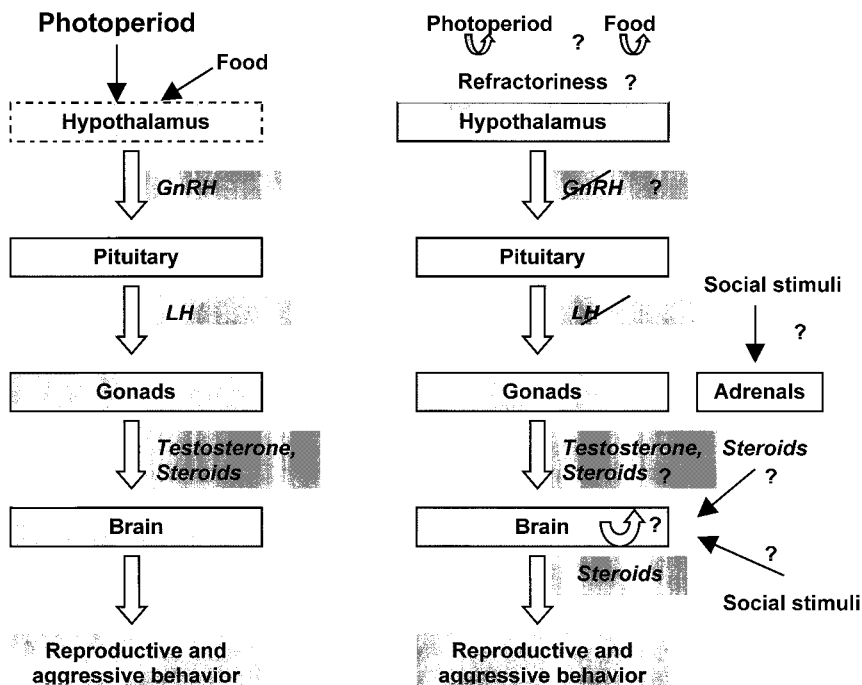 Photoperiod
Food
Hypothalamus
GnRH
Pituitary
LH
Gonads
Testosterone,
Steroids
Brain
Reproductive and
aggressive behavior
Photoperiod ? Food
Refractoriness ?
Hypothalamus
GnRH ?
Pituitary
LH
Social stimuli
?
Gonads
Adrenals
Testosterone,
Steroids ?
Steroids
?
Brain ?
?
Steroids
Social stimuli
Reproductive and
aggressive behavior